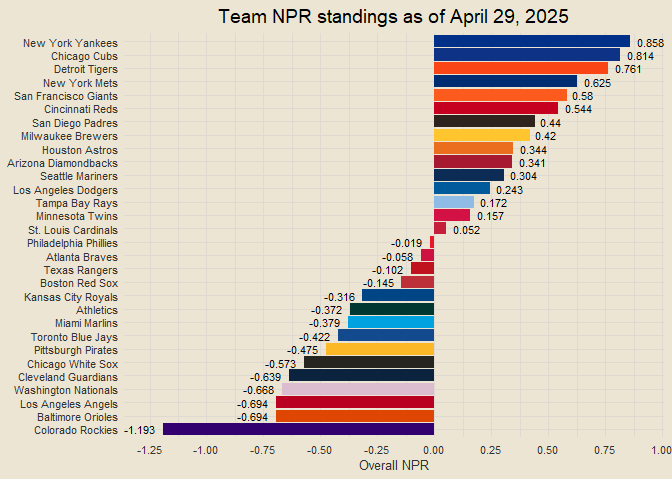 Team NPR standings as of April 29, 2025
New York Yankees 0.858
Chicago Cubs 0.814
Detroit Tigers 0.761
New York Mets 0.625
San Francisco Giants 0.58
Cincinnati Reds 0.544
San Diego Padres 0.44
Milwaukee Brewers 0.42
Houston Astros 0.344
Arizona Diamondbacks 0.341
Seattle Mariners 0.304
Los Angeles Dodgers 0.243
Tampa Bay Rays 0.172
Minnesota Twins 0.157
St. Louis Cardinals 0.052
Philadelphia Phillies -0.019
Atlanta Braves -0.058
Texas Rangers -0.102
Boston Red Sox -0.145
Kansas City Royals -0.316
Athletics -0.372
Miami Marlins -0.379
Toronto Blue Jays -0.422
Pittsburgh Pirates -0.475
Chicago White Sox -0.573
Cleveland Guardians -0.639
Washington Nationals -0.668
Los Angeles Angels -0.694
Baltimore Orioles -0.694
Colorado Rockies -1.193
-1.25 -1.00 -0.75 -0.50 -0.25 0.00 0.25 0.50 0.75 1.00
Overall NPR